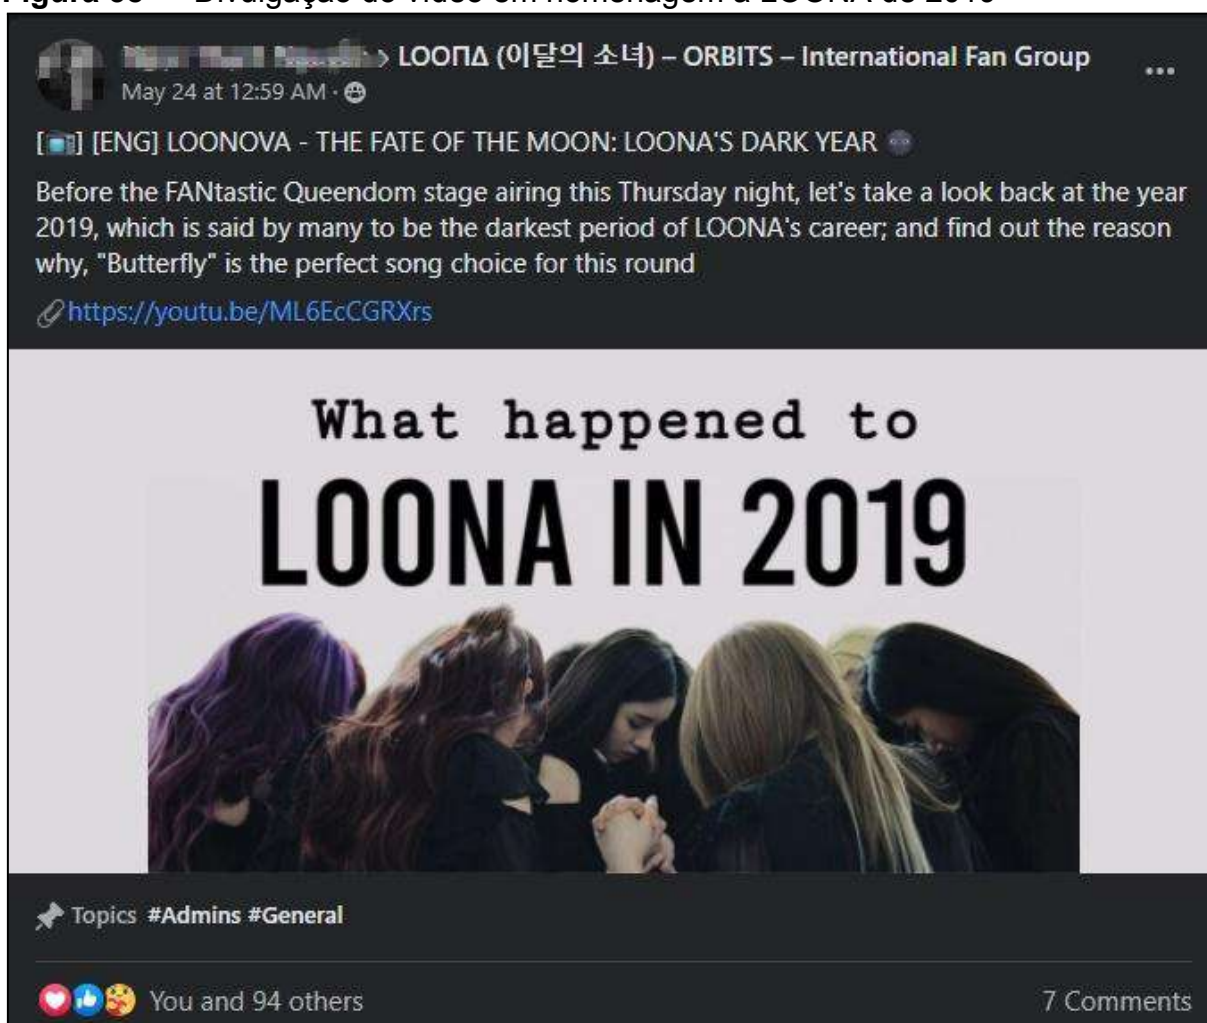 Divulgação do vídeo em homenagem à LOONA de 2019
> LOOΠΔ (이달의 소녀) – ORBITS – International Fan Group
May 24 at 12:59 AM ·
[📺] [ENG] LOONOVA - THE FATE OF THE MOON: LOONA'S DARK YEAR 🌚
Before the FANtastic Queendom stage airing this Thursday night, let's take a look back at the year
2019, which is said by many to be the darkest period of LOONA's career; and find out the reason
why, "Butterfly" is the perfect song choice for this round
https://youtu.be/ML6EcCGRXrs
What happened to
LOONA IN 2019
Topics #Admins #General
You and 94 others
7 Comments